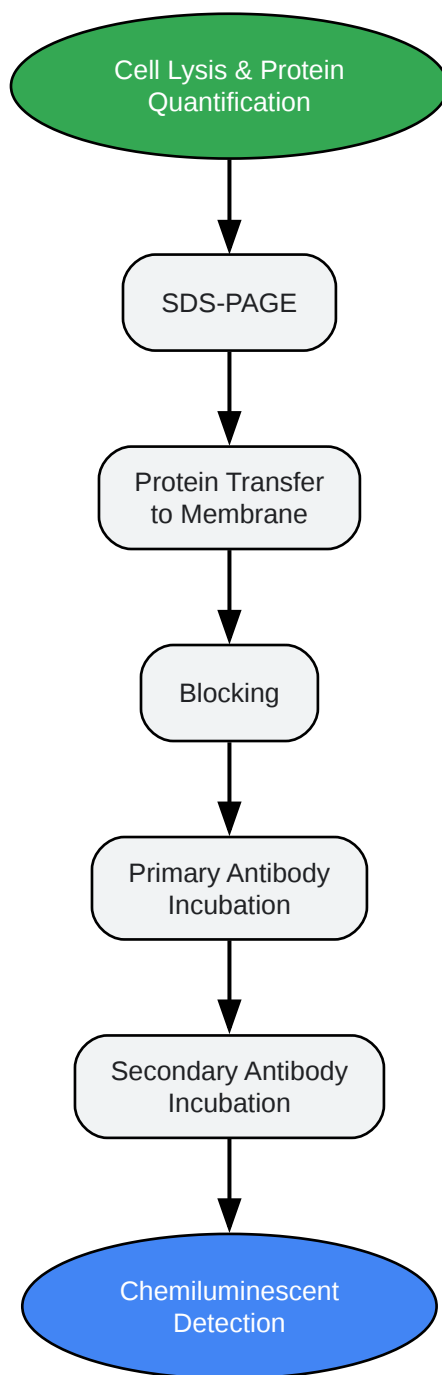 Cell Lysis & Protein
Quantification
SDS-PAGE
Protein Transfer
to Membrane
Blocking
Primary Antibody
Incubation
Secondary Antibody
Incubation
Chemiluminescent
Detection